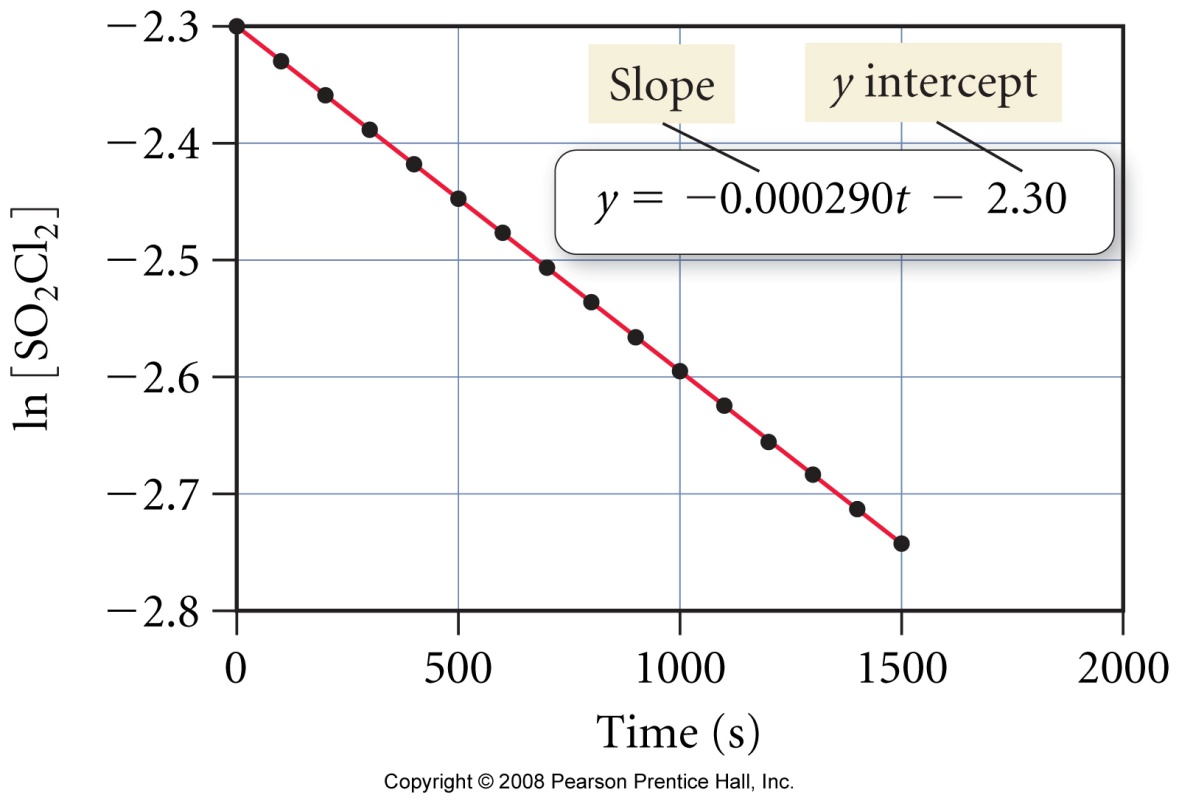 −2.3
−2.4
−2.5
−2.6
−2.7
−2.8
ln [SO₂Cl₂]
Slope
y intercept
y = −0.000290t − 2.30
0 500 1000 1500 2000
Time (s)
Copyright © 2008 Pearson Prentice Hall, Inc.